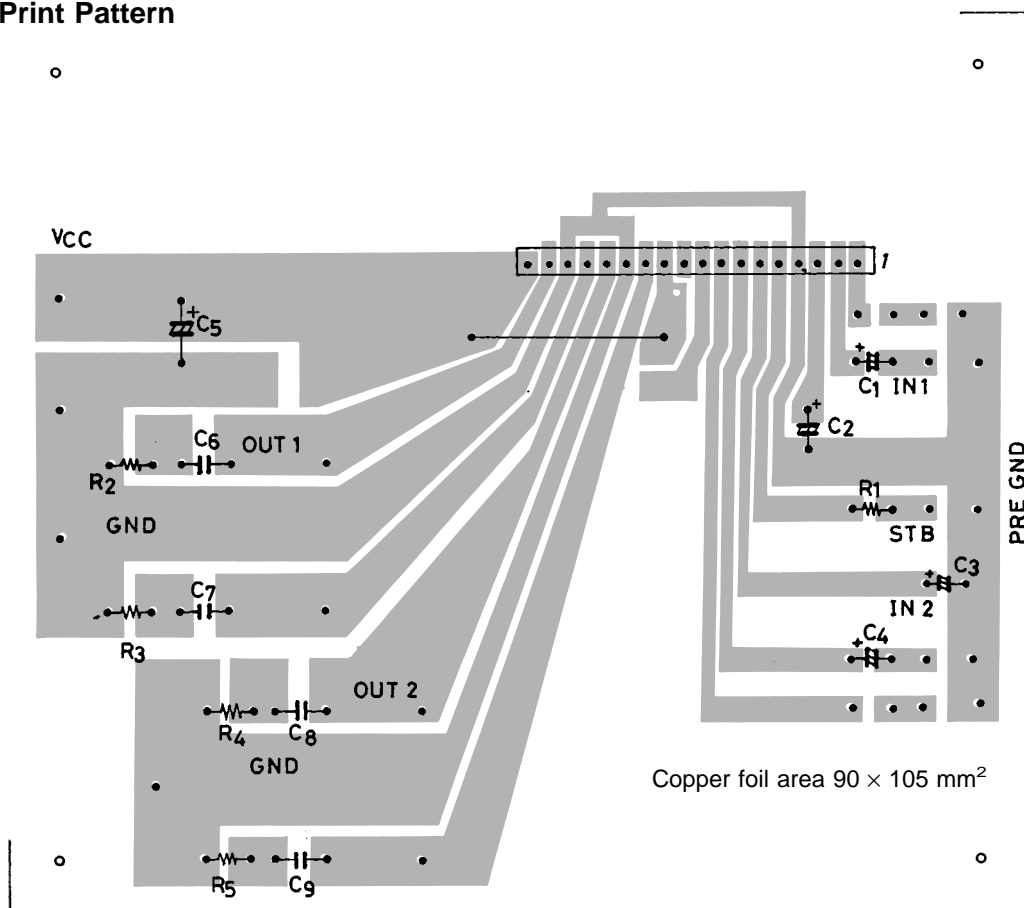 Print Pattern
VCC
1
C5
C1 IN1
C2
C6 OUT 1
R2
R1
PRE GND
GND
STB
C3
C7
IN 2
C4
R3
OUT 2
R4 C8
GND
Copper foil area 90 × 105 mm²
R5 C9